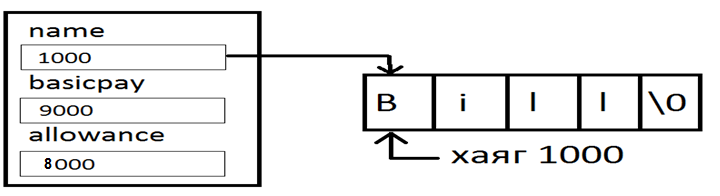 name
1000
basicpay
9000
allowance
8000
B i l l \0
хаяг 1000